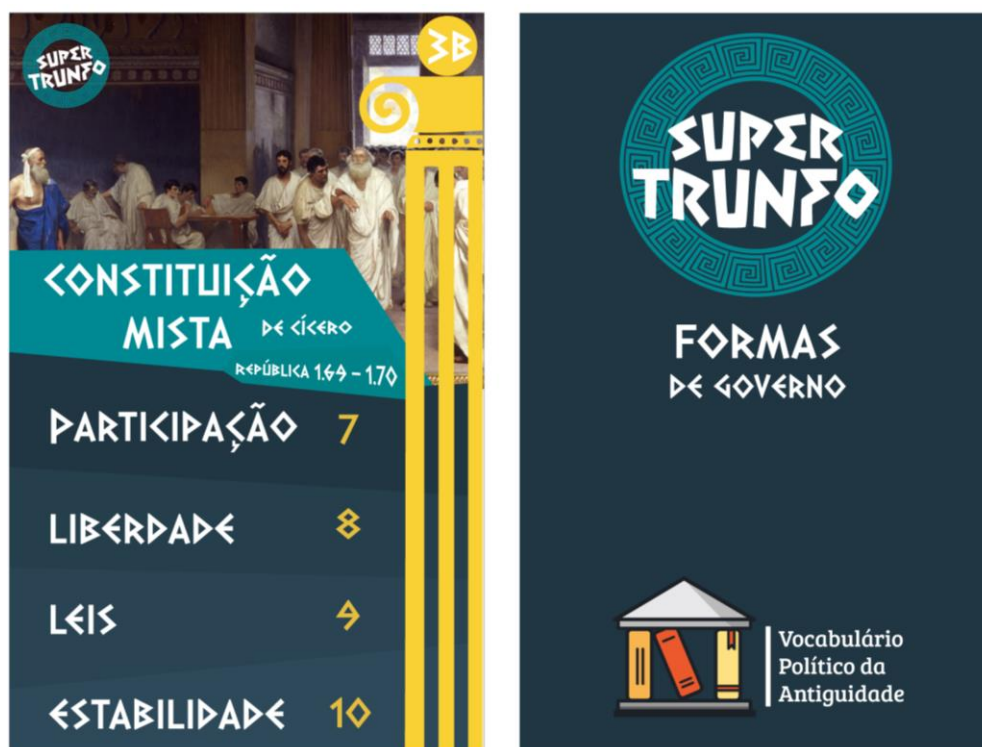 SUPER
TRUNFO
3B
CONSTITUIÇÃO
MISTA DE CÍCERO
REPÚBLICA 1.69 – 1.70
PARTICIPAÇÃO 7
LIBERDADE 8
LEIS 9
ESTABILIDADE 10
SUPER
TRUNFO
FORMAS
DE GOVERNO
Vocabulário
Político da
Antiguidade